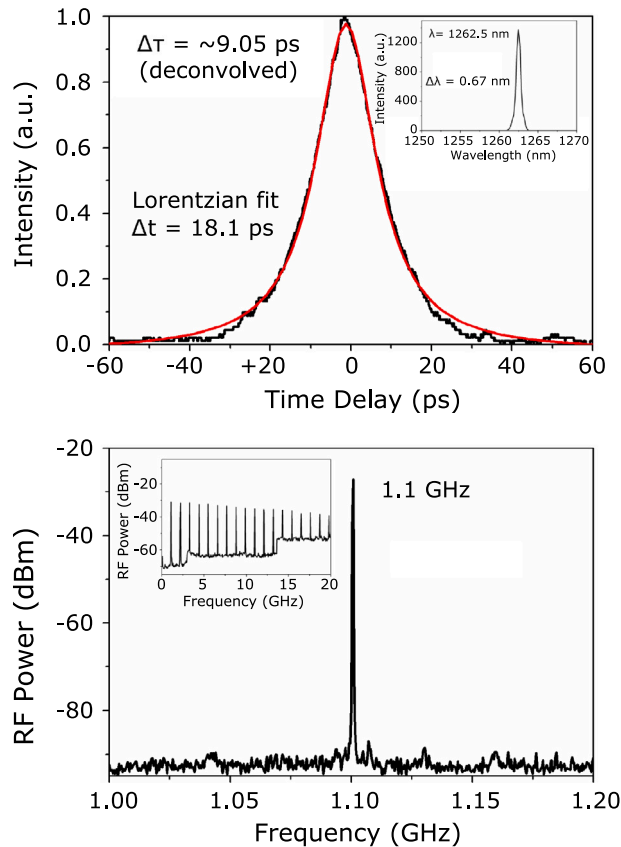 1.0
0.8
0.6
0.4
0.2
0.0
Intensity (a.u.)
Δτ = ~9.05 ps
(deconvolved)
Lorentzian fit
Δt = 18.1 ps
1200
800
400
0
Intensity (a.u.)
λ= 1262.5 nm
Δλ = 0.67 nm
1250 1255 1260 1265 1270
Wavelength (nm)
-60 -40 +20 0 20 40 60
Time Delay (ps)
-20
-40
-60
-80
RF Power (dBm)
1.1 GHz
-20
-40
-60
RF Power (dBm)
0 5 10 15 20
Frequency (GHz)
1.00 1.05 1.10 1.15 1.20
Frequency (GHz)